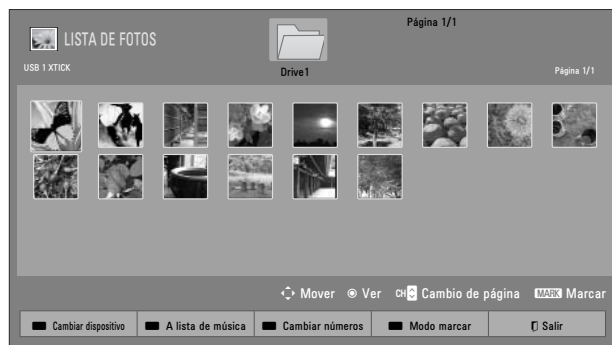 Página 1/1
LISTA DE FOTOS
USB 1 XTICK
Drive1
Página 1/1
Mover Ver CH Cambio de página MARK Marcar
Cambiar dispositivo A lista de música Cambiar números Modo marcar Salir